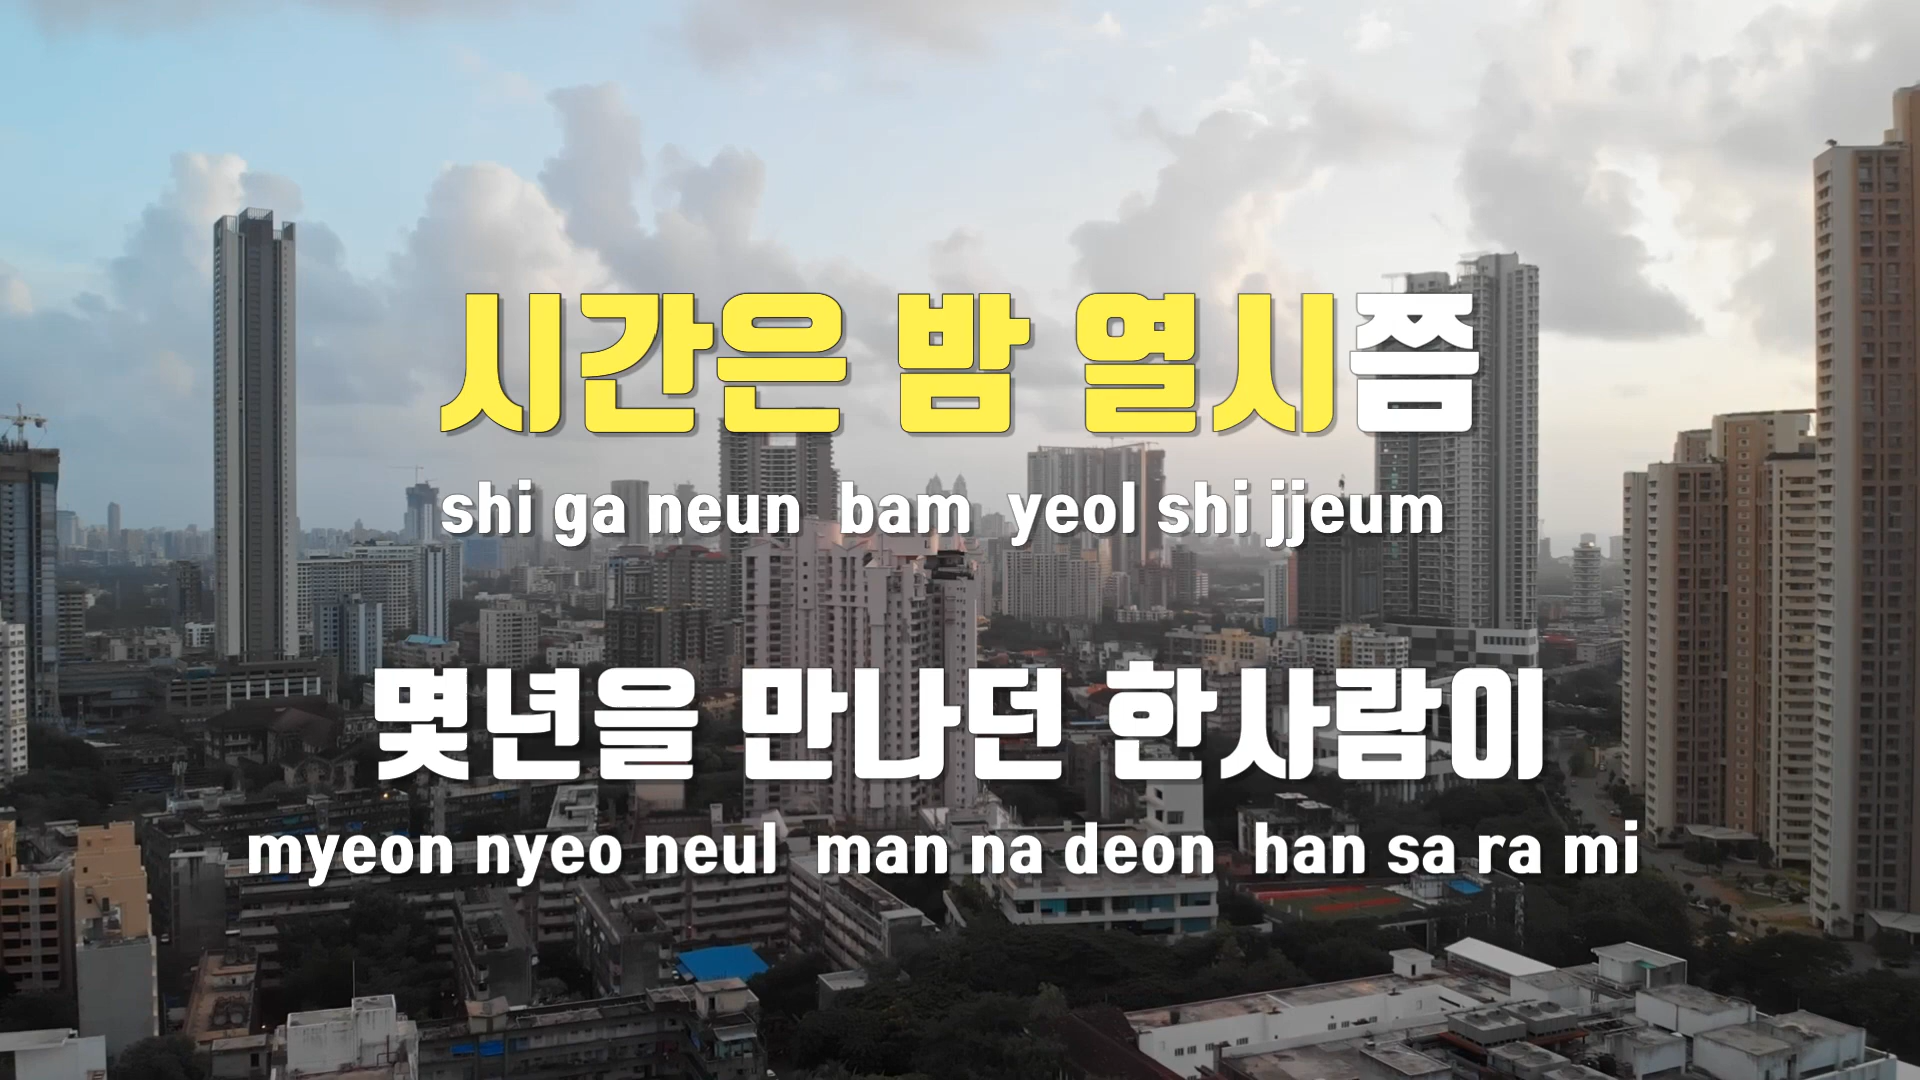 시간은 밤 열시쯤
shi ga neun bam yeol shi jjeum
몇년을 만나던 한사람이
myeon nyeo neul man na deon han sa ra mi